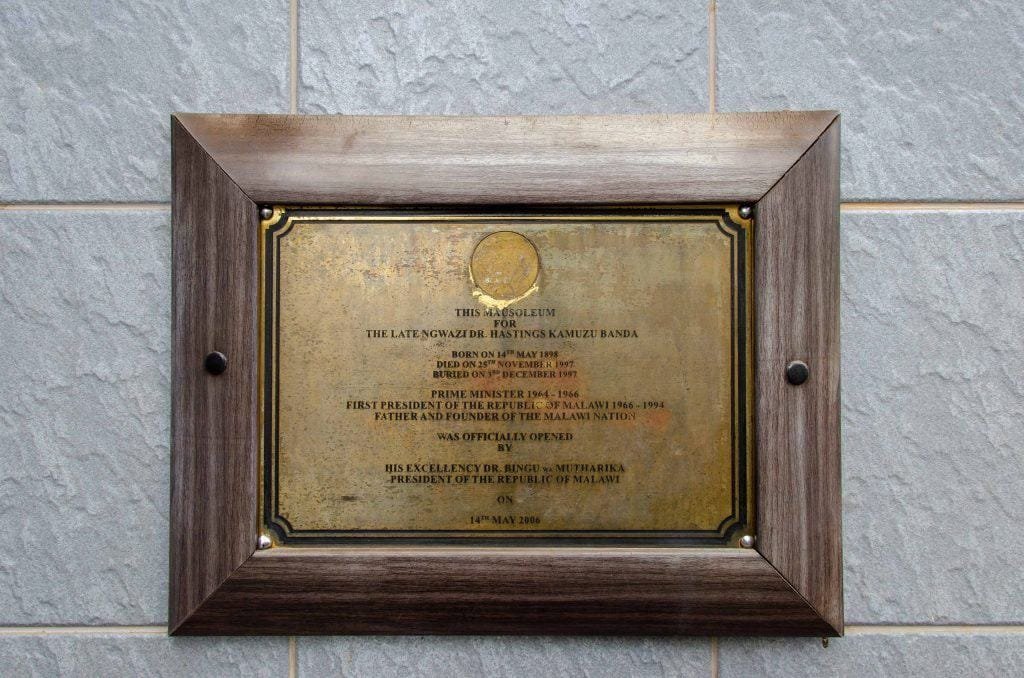 THIS MAUSOLEUM
FOR
THE LATE NGWAZI DR. HASTINGS KAMUZU BANDA
BORN ON 14TH MAY 1898
DIED ON 25TH NOVEMBER 1997
BURIED ON 3RD DECEMBER 1997
PRIME MINISTER 1964 - 1966
FIRST PRESIDENT OF THE REPUBLIC OF MALAWI 1966 - 1994
FATHER AND FOUNDER OF THE MALAWI NATION
WAS OFFICIALLY OPENED
BY
HIS EXCELLENCY DR. BINGU wa MUTHARIKA
PRESIDENT OF THE REPUBLIC OF MALAWI
ON
14TH MAY 2006